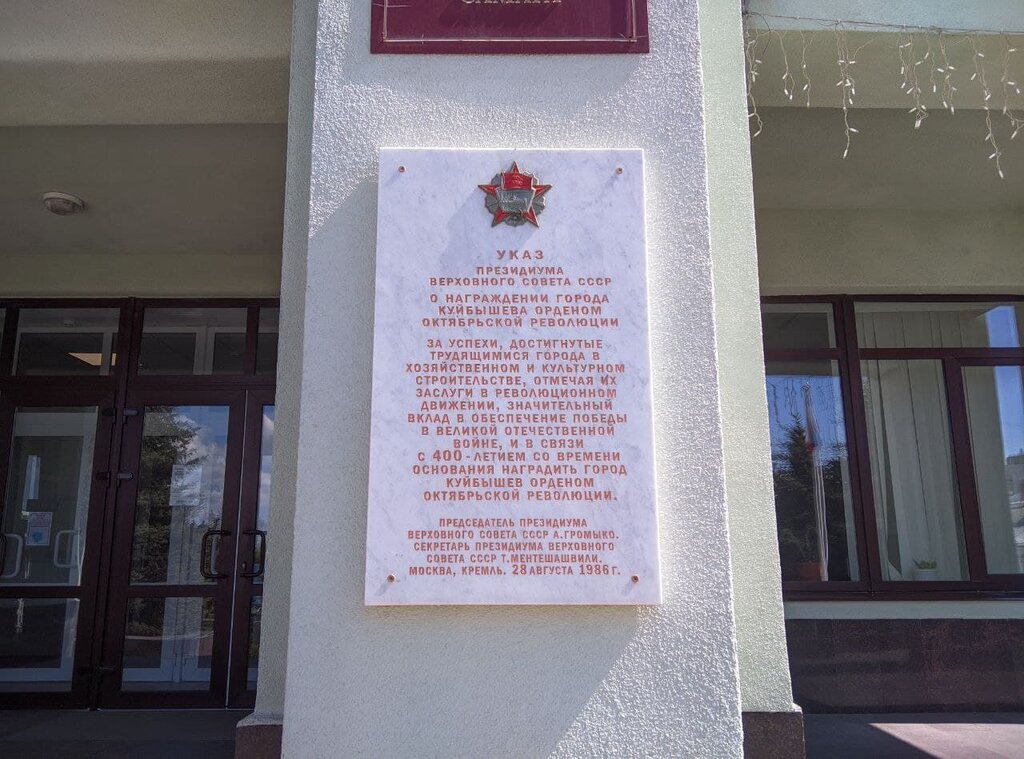 УКАЗ
ПРЕЗИДИУМА
ВЕРХОВНОГО СОВЕТА СССР
О НАГРАЖДЕНИИ ГОРОДА
КУЙБЫШЕВА ОРДЕНОМ
ОКТЯБРЬСКОЙ РЕВОЛЮЦИИ
ЗА УСПЕХИ, ДОСТИГНУТЫЕ
ТРУДЯЩИМИСЯ ГОРОДА В
ХОЗЯЙСТВЕННОМ И КУЛЬТУРНОМ
СТРОИТЕЛЬСТВЕ, ОТМЕЧАЯ ИХ
ЗАСЛУГИ В РЕВОЛЮЦИОННОМ
ДВИЖЕНИИ, ЗНАЧИТЕЛЬНЫЙ
ВКЛАД В ОБЕСПЕЧЕНИЕ ПОБЕДЫ
В ВЕЛИКОЙ ОТЕЧЕСТВЕННОЙ
ВОЙНЕ, И В СВЯЗИ
С 400-ЛЕТИЕМ СО ВРЕМЕНИ
ОСНОВАНИЯ НАГРАДИТЬ ГОРОД
КУЙБЫШЕВ ОРДЕНОМ
ОКТЯБРЬСКОЙ РЕВОЛЮЦИИ.
ПРЕДСЕДАТЕЛЬ ПРЕЗИДИУМА
ВЕРХОВНОГО СОВЕТА СССР А.ГРОМЫКО.
СЕКРЕТАРЬ ПРЕЗИДИУМА ВЕРХОВНОГО
СОВЕТА СССР Т.МЕНТЕШАШВИЛИ.
МОСКВА, КРЕМЛЬ. 28 АВГУСТА 1986 г.